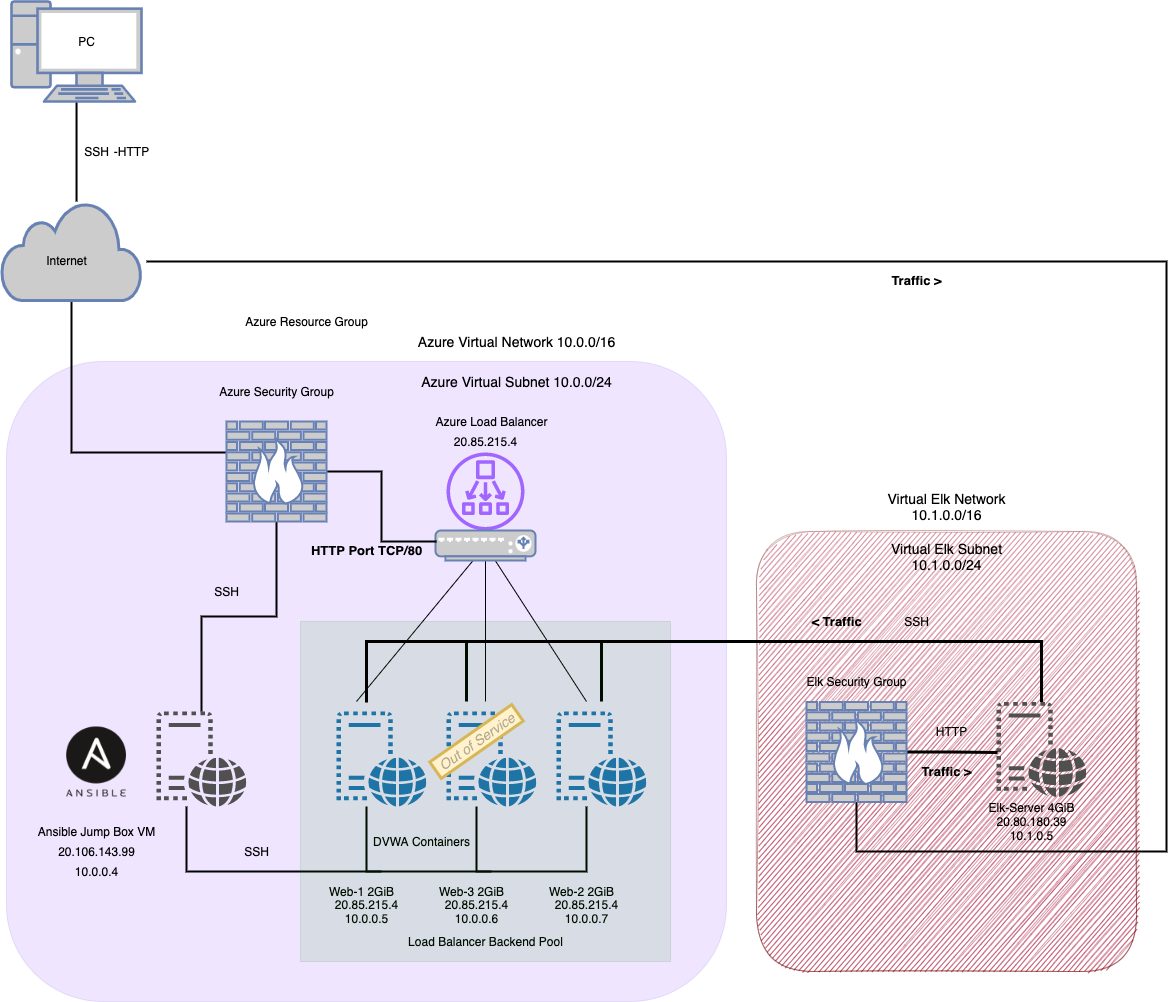 PC
SSH -HTTP
Internet
Traffic >
Azure Resource Group
Azure Virtual Network 10.0.0/16
Azure Virtual Subnet 10.0.0/24
Azure Security Group
Azure Load Balancer
20.85.215.4
HTTP Port TCP/80
SSH
Virtual Elk Network
10.1.0.0/16
Virtual Elk Subnet
10.1.0.0/24
< Traffic
SSH
Elk Security Group
HTTP
Traffic >
Elk-Server 4GiB
20.80.180.39
10.1.0.5
Out of Service
ANSIBLE
Ansible Jump Box VM
20.106.143.99
10.0.0.4
SSH
DVWA Containers
Web-1 2GiB
20.85.215.4
10.0.0.5
Web-3 2GiB
20.85.215.4
10.0.0.6
Web-2 2GiB
20.85.215.4
10.0.0.7
Load Balancer Backend Pool